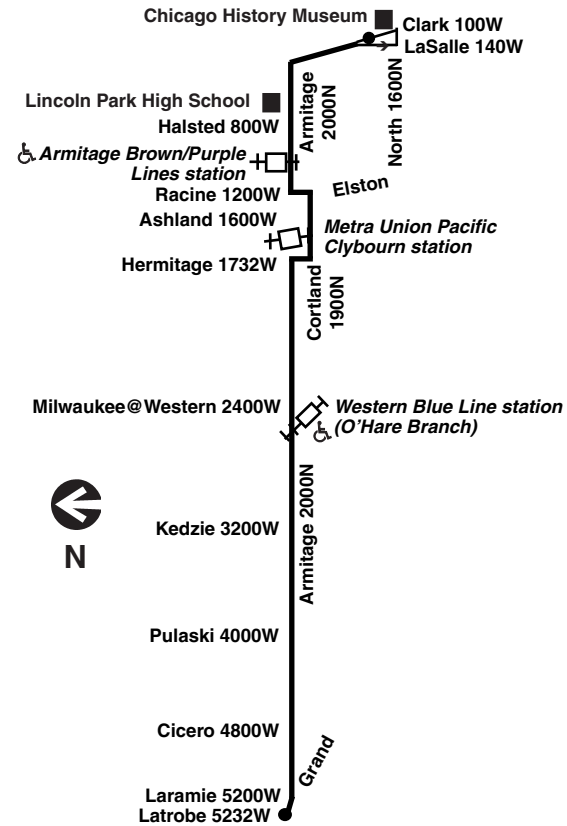 Chicago History Museum
Clark 100W
LaSalle 140W
Armitage
2000N
North 1600N
Lincoln Park High School
Halsted 800W
Armitage Brown/Purple
Lines station
Racine 1200W
Elston
Ashland 1600W
Metra Union Pacific
Clybourn station
Hermitage 1732W
Cortland
1900N
Milwaukee@Western 2400W
Western Blue Line station
(O'Hare Branch)
N
Kedzie 3200W
Armitage 2000N
Pulaski 4000W
Cicero 4800W
Grand
Laramie 5200W
Latrobe 5232W